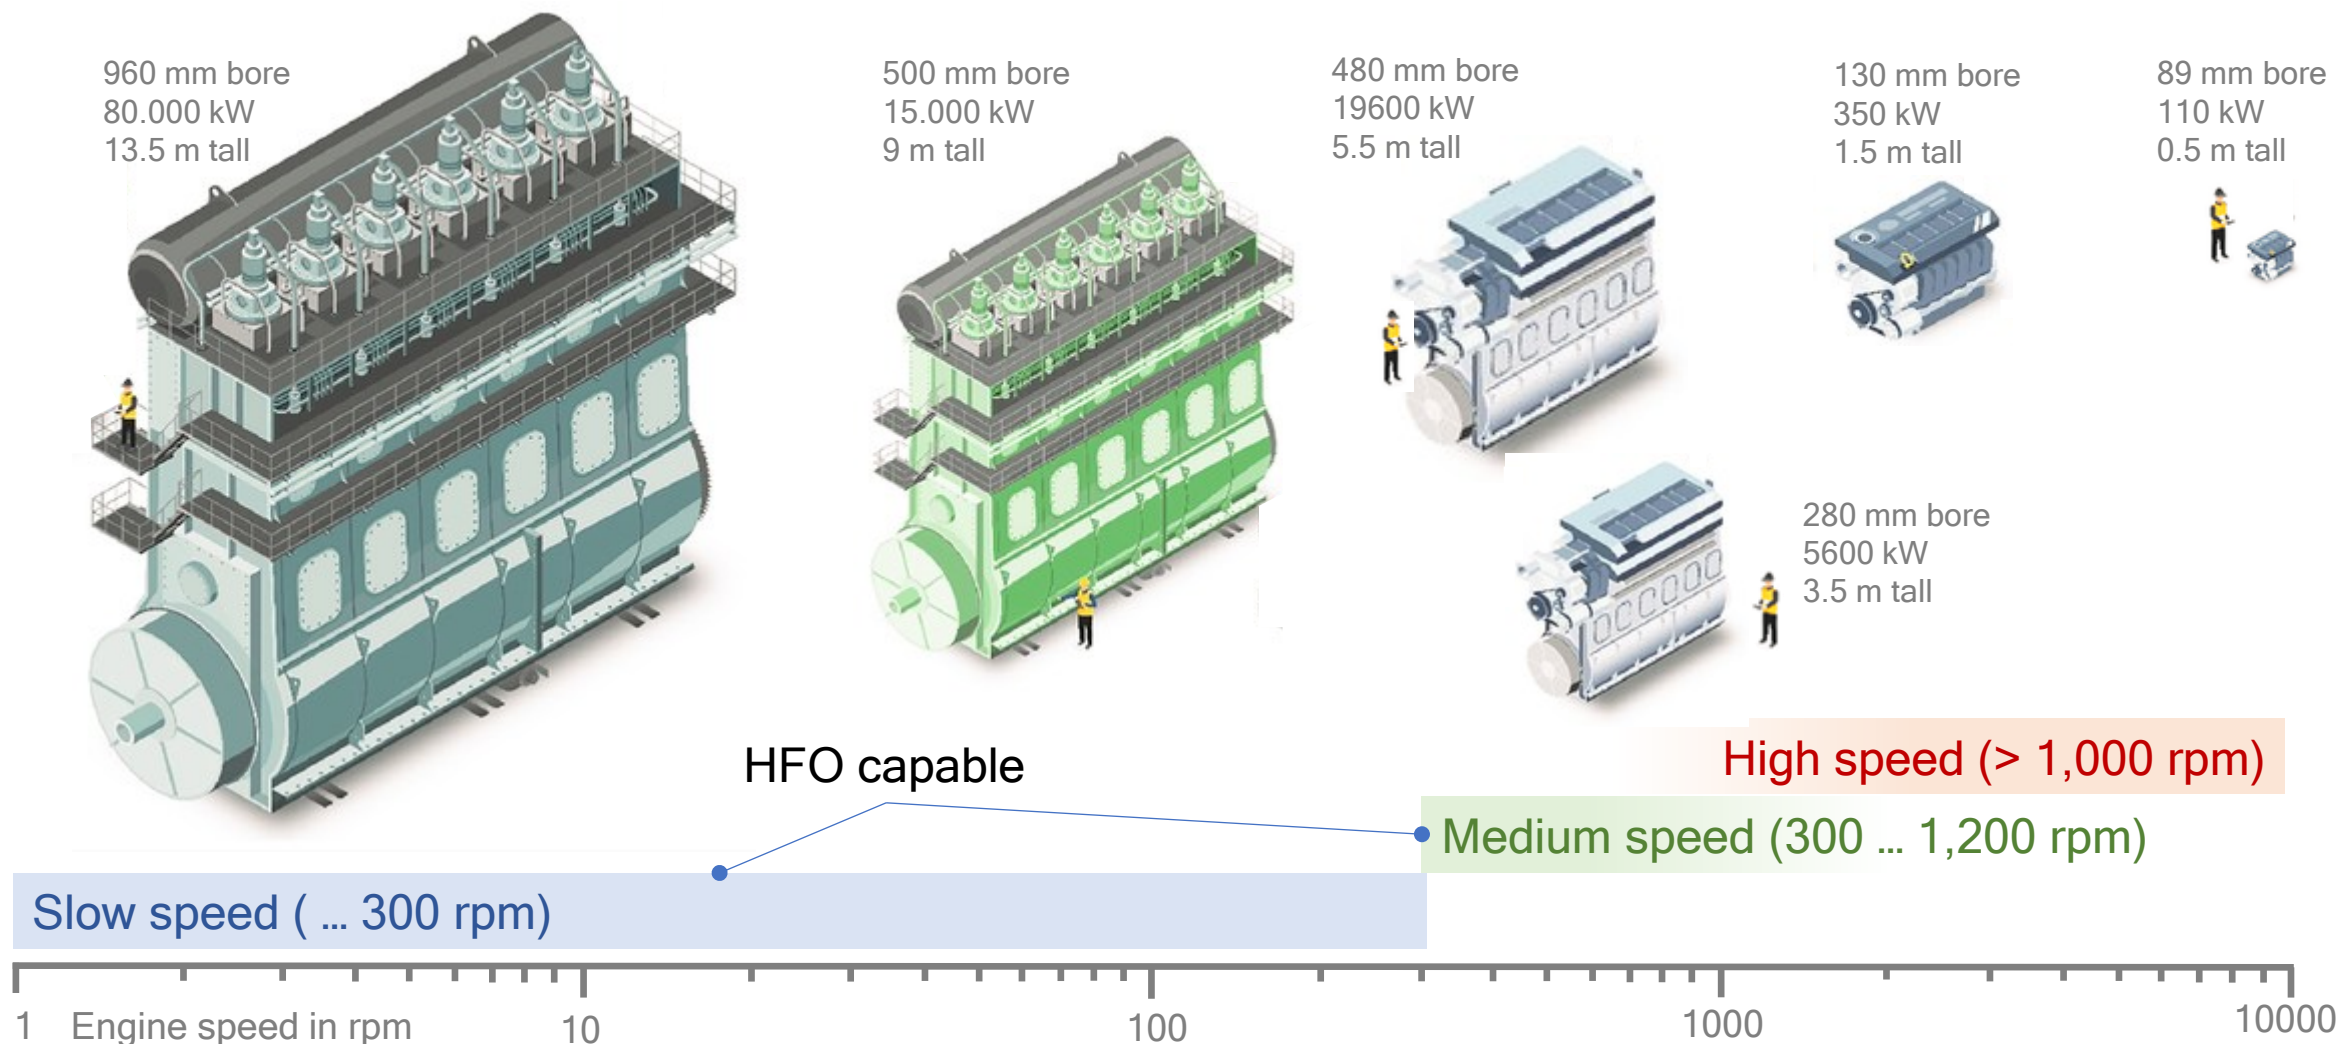 960 mm bore
80.000 kW
13.5 m tall
500 mm bore
15.000 kW
9 m tall
480 mm bore
19600 kW
5.5 m tall
130 mm bore
350 kW
1.5 m tall
89 mm bore
110 kW
0.5 m tall
280 mm bore
5600 kW
3.5 m tall
HFO capable
High speed (> 1,000 rpm)
Medium speed (300 ... 1,200 rpm)
Slow speed ( ... 300 rpm)
1 Engine speed in rpm 10 100 1000 10000